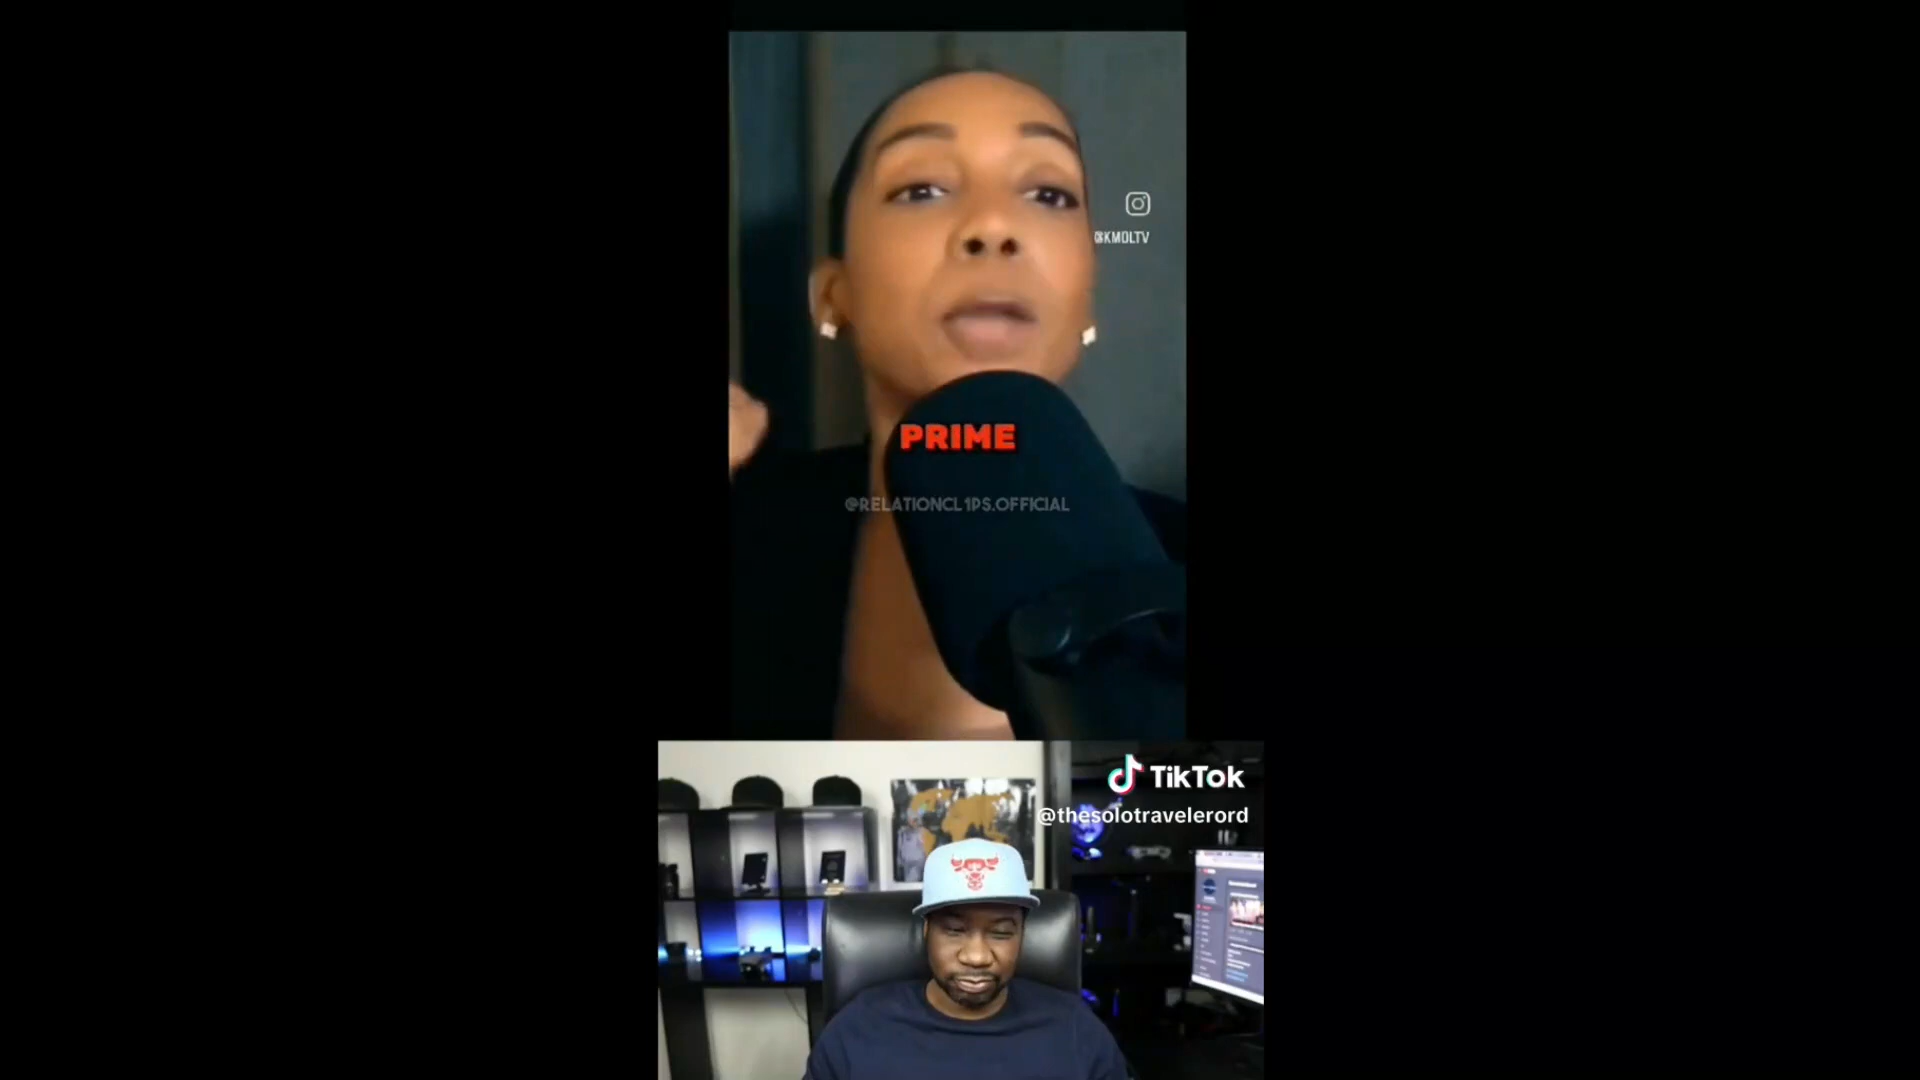 @KMOLTV
PRIME
@RELATIONCL1PS.OFFICIAL
TikTok
@thesolotravelerord